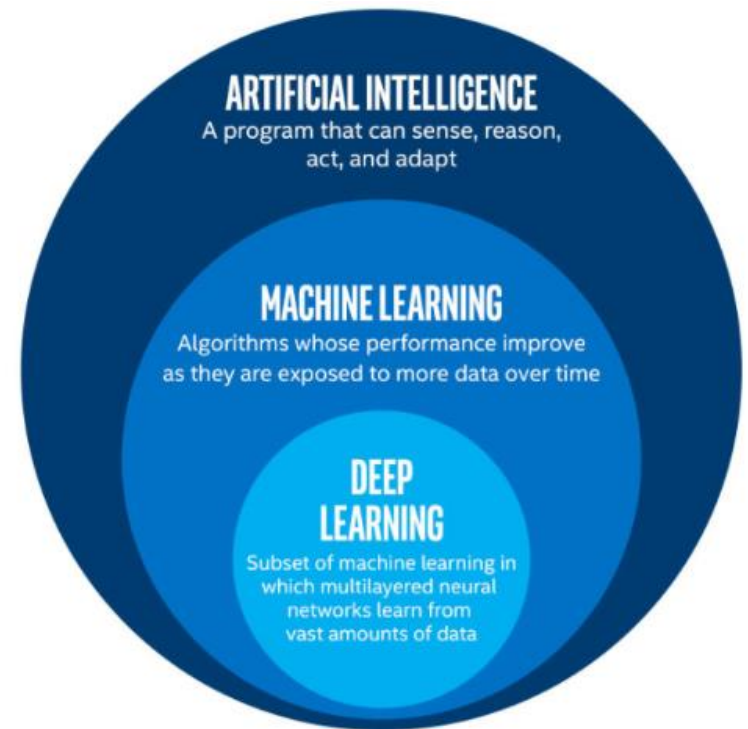 ARTIFICIAL INTELLIGENCE
A program that can sense, reason,
act, and adapt
MACHINE LEARNING
Algorithms whose performance improve
as they are exposed to more data over time
DEEP
LEARNING
Subset of machine learning in
which multilayered neural
networks learn from
vast amounts of data